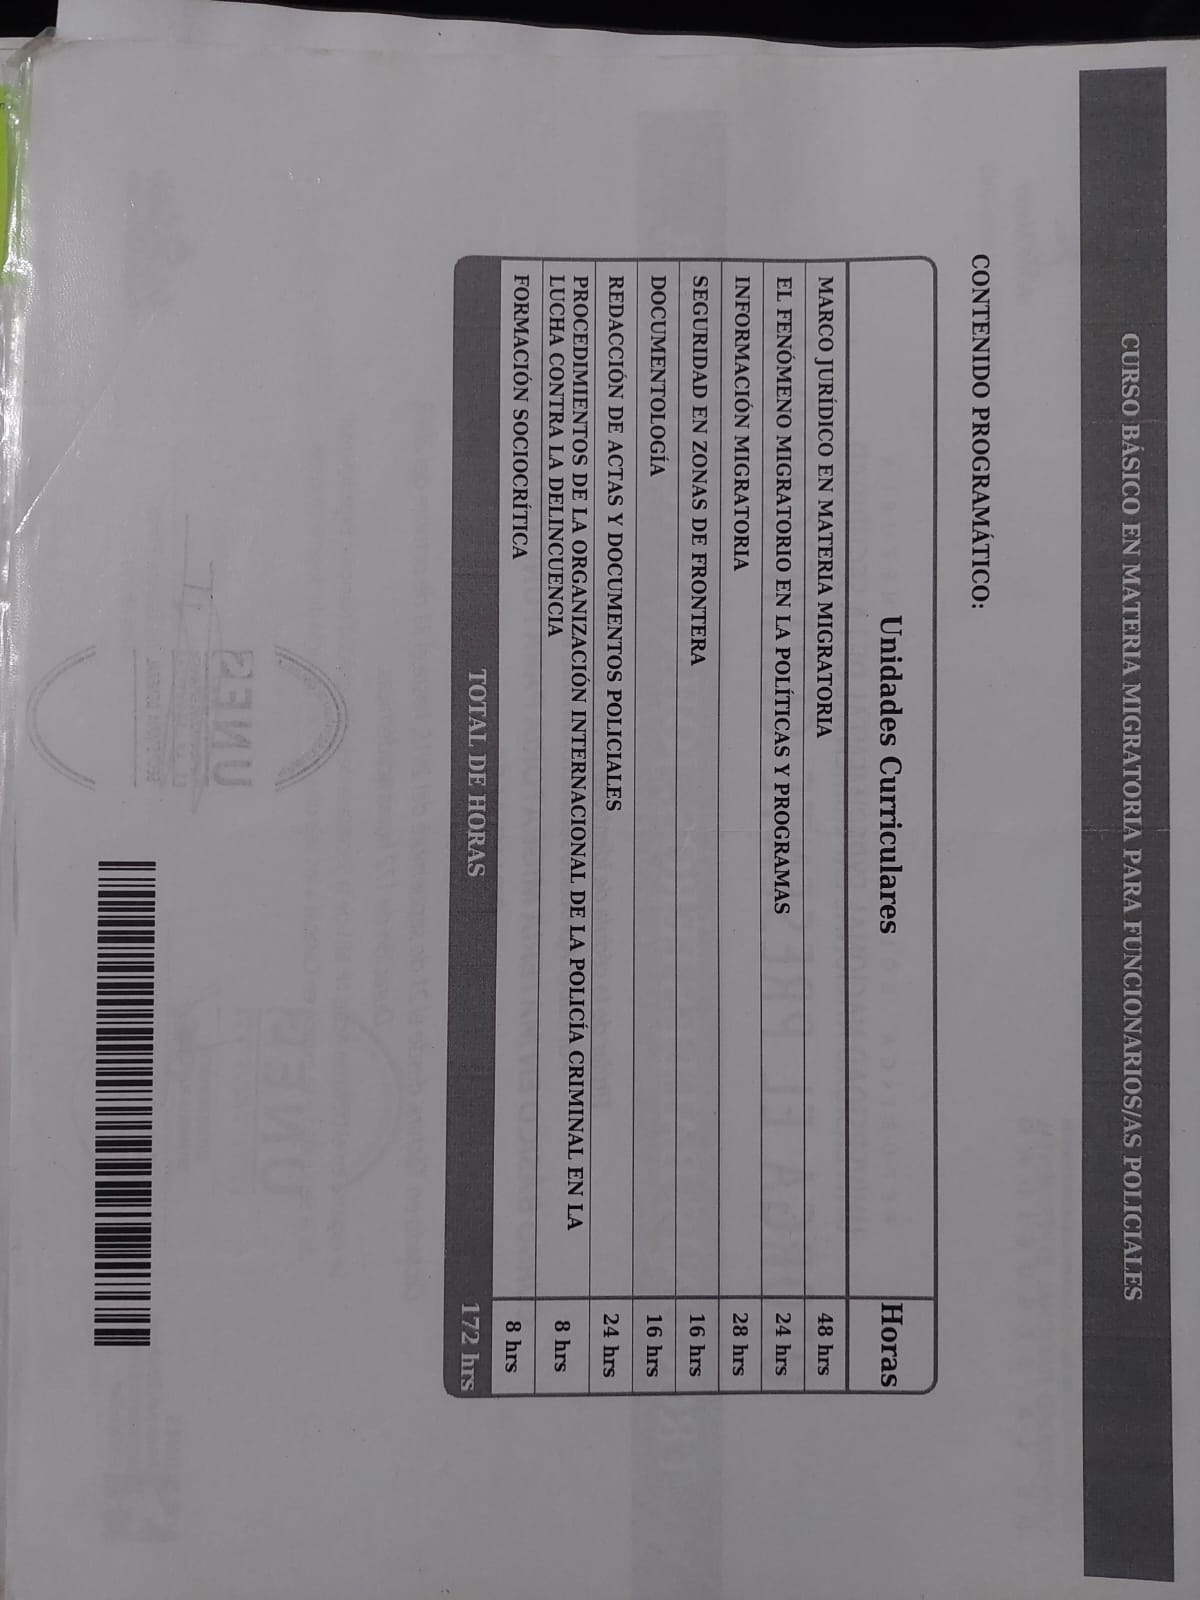 CURSO BÁSICO EN MATERIA MIGRATORIA PARA FUNCIONARIOS/AS POLICIALES
CONTENIDO PROGRAMÁTICO:
Unidades Curriculares Horas
MARCO JURÍDICO EN MATERIA MIGRATORIA 48 hrs
EL FENÓMENO MIGRATORIO EN LA POLÍTICAS Y PROGRAMAS 24 hrs
INFORMACIÓN MIGRATORIA 28 hrs
SEGURIDAD EN ZONAS DE FRONTERA 16 hrs
DOCUMENTOLOGÍA 16 hrs
REDACCIÓN DE ACTAS Y DOCUMENTOS POLICIALES 24 hrs
PROCEDIMIENTOS DE LA ORGANIZACIÓN INTERNACIONAL DE LA POLICÍA CRIMINAL EN LA
LUCHA CONTRA LA DELINCUENCIA 8 hrs
FORMACIÓN SOCIOCRÍTICA 8 hrs
TOTAL DE HORAS 172 hrs
UNES
UNES